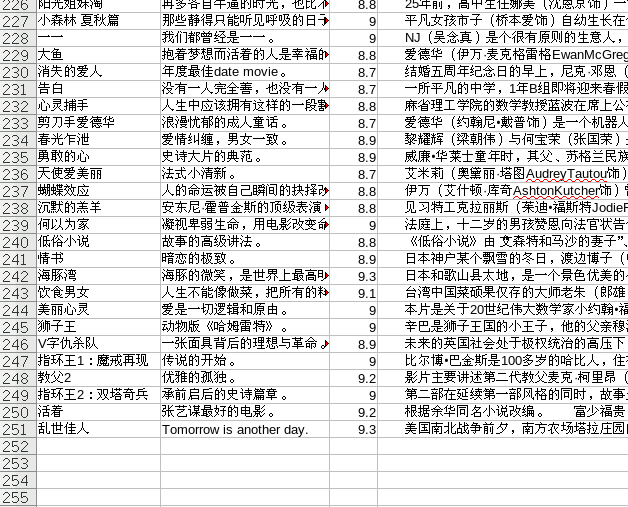 226 阳光姐妹淘 再多各自牛逼的时光，也比不 8.8 25年前，高中生任娜美（沈恩京饰）一
227 小森林 夏秋篇 那些静得只能听见呼吸的日子 9 平凡女孩市子（桥本爱饰）自幼生长在
228 一一 我们都曾经是一一。 9 NJ（吴念真）是个很有原则的生意人，
229 大鱼 抱着梦想而活着的人是幸福的 8.8 爱德华（伊万·麦克格雷格EwanMcGreg
230 消失的爱人 年度最佳date movie。 8.7 结婚五周年纪念日的早上，尼克·邓恩（
231 告白 没有一人完全善，也没有一人 8.7 一所平凡的中学，1年B组即将迎来春假
232 心灵捕手 人生中应该拥有这样的一段 8.8 麻省理工学院的数学教授蓝波在席上公
233 剪刀手爱德华 浪漫忧郁的成人童话。 8.7 爱德华（约翰尼•戴普饰）是一个机器人
234 春光乍泄 爱情纠缠，男女一致。 8.9 黎耀辉（梁朝伟）与何宝荣（张国荣）
235 勇敢的心 史诗大片的典范。 8.9 威廉·华莱士童年时，其父、苏格兰民族
236 天使爱美丽 法式小清新。 8.7 艾米莉（奥黛丽·塔图AudreyTautou饰）
237 蝴蝶效应 人的命运被自己瞬间的抉择改 8.8 伊万（艾什顿·库奇AshtonKutcher饰）曾
238 沉默的羔羊 安东尼·霍普金斯的顶级表演 8.8 见习特工克拉丽斯（茱迪•福斯特JodieF
239 何以为家 凝视卑弱生命，用电影改变命 9 法庭上，十二岁的男孩赞恩向法官状告
240 低俗小说 故事的高级讲法。 8.8 《低俗小说》由“文森特和马沙的妻子”、
241 情书 暗恋的极致。 8.9 日本神户某个飘雪的冬日，渡边博子（
242 海豚湾 海豚的微笑，是世界上最高明 9.3 日本和歌山县太地，是一个景色优美的小
243 饮食男女 人生不能像做菜，把所有的料 9.1 台湾中国菜硕果仅存的大师老朱（郎雄
244 美丽心灵 爱是一切逻辑和原由。 9 本片是关于20世纪伟大数学家小约翰•福
245 狮子王 动物版《哈姆雷特》。 9 辛巴是狮子王国的小王子，他的父亲穆法
246 V字仇杀队 一张面具背后的理想与革命 8.9 未来的英国社会处于极权统治的高压下
247 指环王1：魔戒再现 传说的开始。 9 比尔博•巴金斯是100多岁的哈比人，住在
248 教父2 优雅的孤独。 9.2 影片主要讲述第二代教父麦克·柯里昂（
249 指环王2：双塔奇兵 承前启后的史诗篇章。 9 第二部在延续第一部风格的同时，故事
250 活着 张艺谋最好的电影。 9.2 根据余华同名小说改编。 富少福贵
251 乱世佳人 Tomorrow is another day. 9.3 美国南北战争前夕，南方农场塔拉庄园的
252
253
254
255